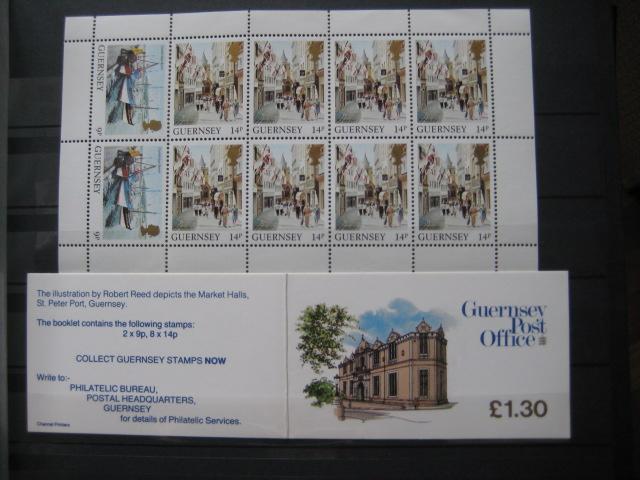 GUERNSEY 9P
GUERNSEY 14P
GUERNSEY 14P
GUERNSEY 14P
GUERNSEY 14P
GUERNSEY 9P
GUERNSEY 14P
GUERNSEY 14P
GUERNSEY 14P
GUERNSEY 14P
The illustration by Robert Reed depicts the Market Halls,
St. Peter Port, Guernsey.
The booklet contains the following stamps:
2 x 9p, 8 x 14p
COLLECT GUERNSEY STAMPS NOW
Write to:-
PHILATELIC BUREAU,
POSTAL HEADQUARTERS,
GUERNSEY
for details of Philatelic Services.
Channel Printers
Guernsey
Post
Office
£1.30